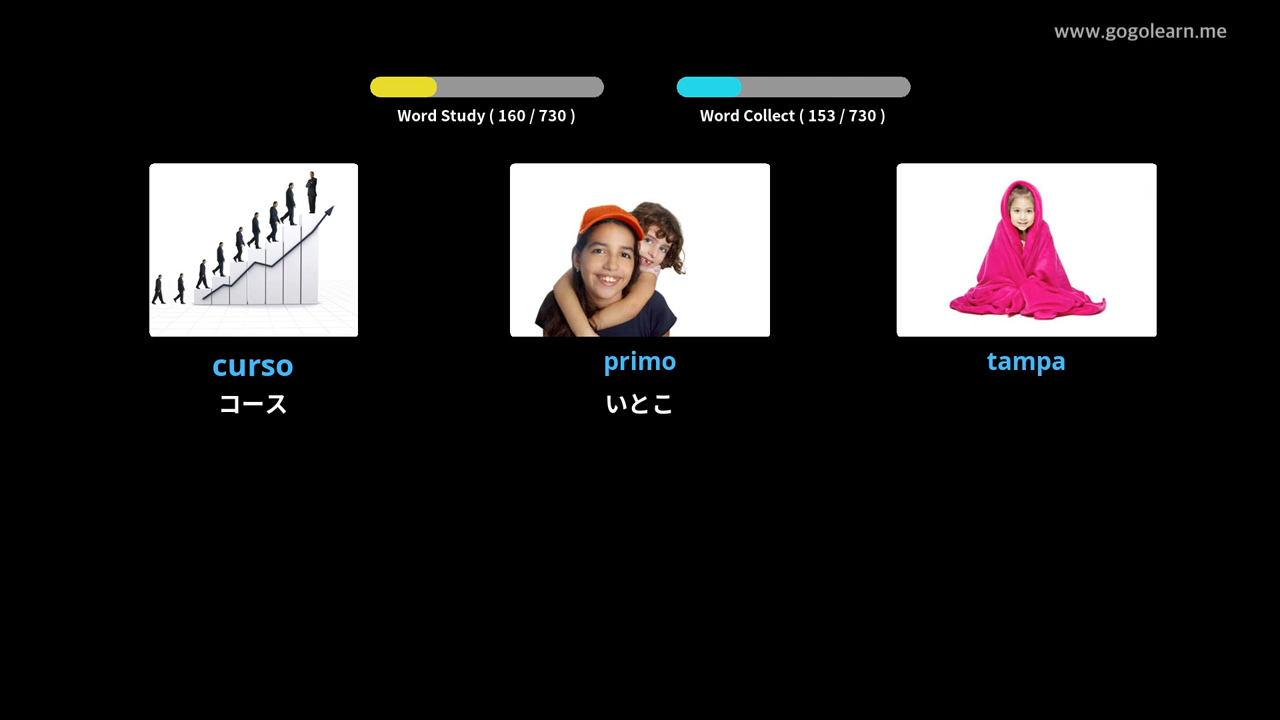 www.gogolearn.me
Word Study ( 160 / 730 )
Word Collect ( 153 / 730 )
curso
コース
primo
いとこ
tampa